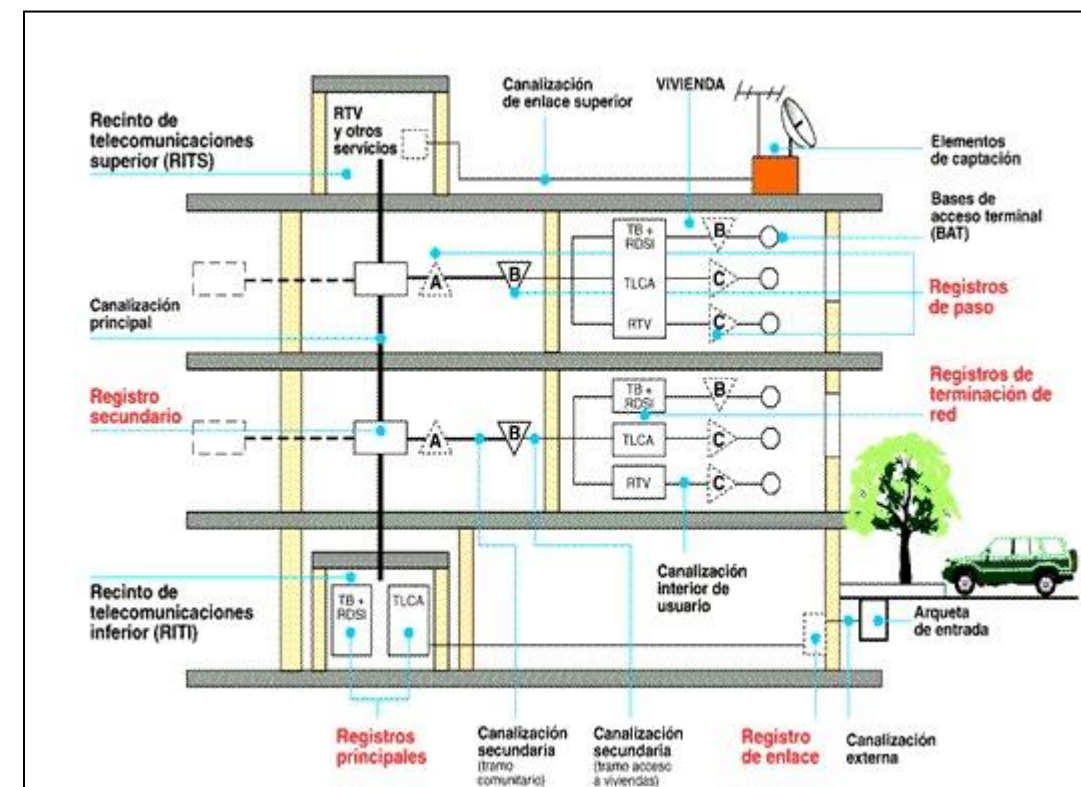 Canalización
de enlace superior
VIVIENDA
RTV
y otros
servicios
Recinto de
telecomunicaciones
superior (RITS)
Elementos
de captación
Bases de
acceso terminal
(BAT)
TB +
RDSI
B
A
B
TLCA
C
RTV
C
Registros
de paso
Canalización
principal
Registro
secundario
TB +
RDSI
B
Registros de
terminación de
red
A
B
TLCA
C
RTV
C
Canalización
interior de
usuario
Recinto de
telecomunicaciones
inferior (RITI)
TB +
RDSI
TLCA
Arqueta
de entrada
Registros
principales
Canalización
secundaria
(tramo
comunitario)
Canalización
secundaria
(tramo acceso
a viviendas)
Registro
de enlace
Canalización
externa